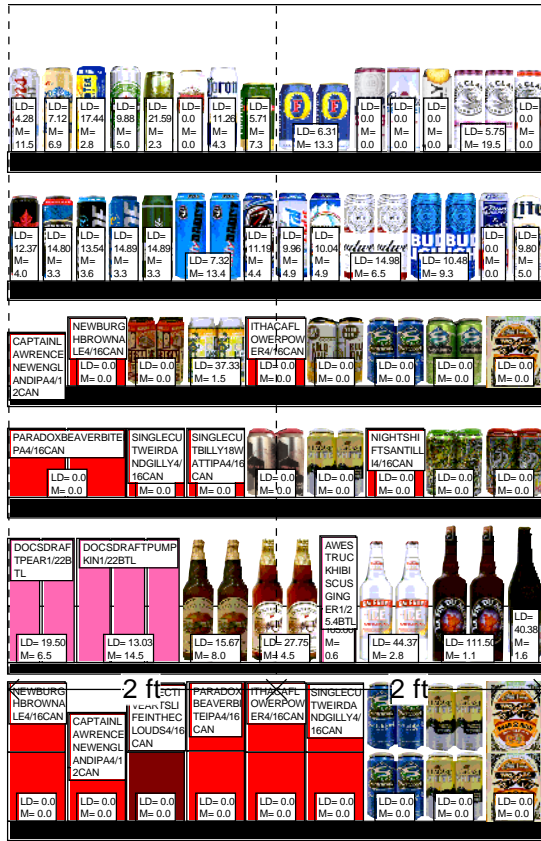 LD= 4.28 M= 11.5
LD= 7.12 M= 6.9
LD= 17.44 M= 2.8
LD= 9.88 M= 5.0
LD= 21.59 M= 2.3
LD= 0.0 M= 0.0
LD= 11.26 M= 4.3
LD= 5.71 M= 7.3
LD= 6.31 M= 13.3
LD= 0.0 M= 0.0
LD= 0.0 M= 0.0
LD= 0.0 M= 0.0
LD= 5.75 M= 19.5
LD= 0.0 M= 0.0
LD= 12.37 M= 4.0
LD= 14.80 M= 3.3
LD= 13.54 M= 3.6
LD= 14.89 M= 3.3
LD= 14.89 M= 3.3
LD= 7.32 M= 13.4
LD= 11.19 M= 4.4
LD= 9.96 M= 4.9
LD= 10.04 M= 4.9
LD= 14.98 M= 6.5
BUD BUD
LD= 10.48 M= 9.3
LD= 0.0 M= 0.0
Lite
LD= 9.80 M= 5.0
CAPTAINL
AWRENCE
NEWENGL
ANDIPA4/1
2CAN
NEWBURG
HBROWNA
LE4/16CAN
LD= 0.0
M= 0.0
LD= 0.0
M= 0.0
LD= 37.33
M= 1.5
ITHACAFL
OWERPOW
ER4/16CAN
LD= 0.0
M= 0.0
LD= 0.0
M= 0.0
LD= 0.0
M= 0.0
LD= 0.0
M= 0.0
LD= 0.0
M= 0.0
PARADOXBEAVERBITE
PA4/16CAN
LD= 0.0
M= 0.0
SINGLECU
TWEIRDA
NDGILLY4/
16CAN
LD= 0.0
M= 0.0
SINGLECU
TBILLY18W
ATTIPA4/16
CAN
LD= 0.0
M= 0.0
LD= 0.0
M= 0.0
LD= 0.0
M= 0.0
NIGHTSHI
FTSANTILL
I4/16CAN
LD= 0.0
M= 0.0
LD= 0.0
M= 0.0
LD= 0.0
M= 0.0
DOCSDRAF
TPEAR1/22B
TL
LD= 19.50
M= 6.5
DOCSDRAFTPUMP
KIN1/22BTL
LD= 13.03
M= 14.5
LD= 15.67
M= 8.0
LD= 27.75
M= 4.5
AWES
TRUC
KHIBI
SCUS
GING
ER1/2
5.4BTL
M=
0.6
LD= 44.37
M= 2.8
LD= 111.50
M= 1.1
LD=
40.38
M=
1.6
2 ft
2 ft
NEWBURG
HBROWNA
LE4/16CAN
LD= 0.0
M= 0.0
CAPTAINL
AWRENCE
NEWENGL
ANDIPA4/1
2CAN
LD= 0.0
M= 0.0
FEINTHEC
LOUDS4/16
CAN
LD= 0.0
M= 0.0
PARADOX
BEAVERBI
TEIPA4/16
CAN
LD= 0.0
M= 0.0
ITHACAFL
OWERPOW
ER4/16CAN
LD= 0.0
M= 0.0
SINGLECU
TWEIRDA
NDGILLY4/
16CAN
LD= 0.0
M= 0.0
LD= 0.0
M= 0.0
LD= 0.0
M= 0.0
LD= 0.0
M= 0.0